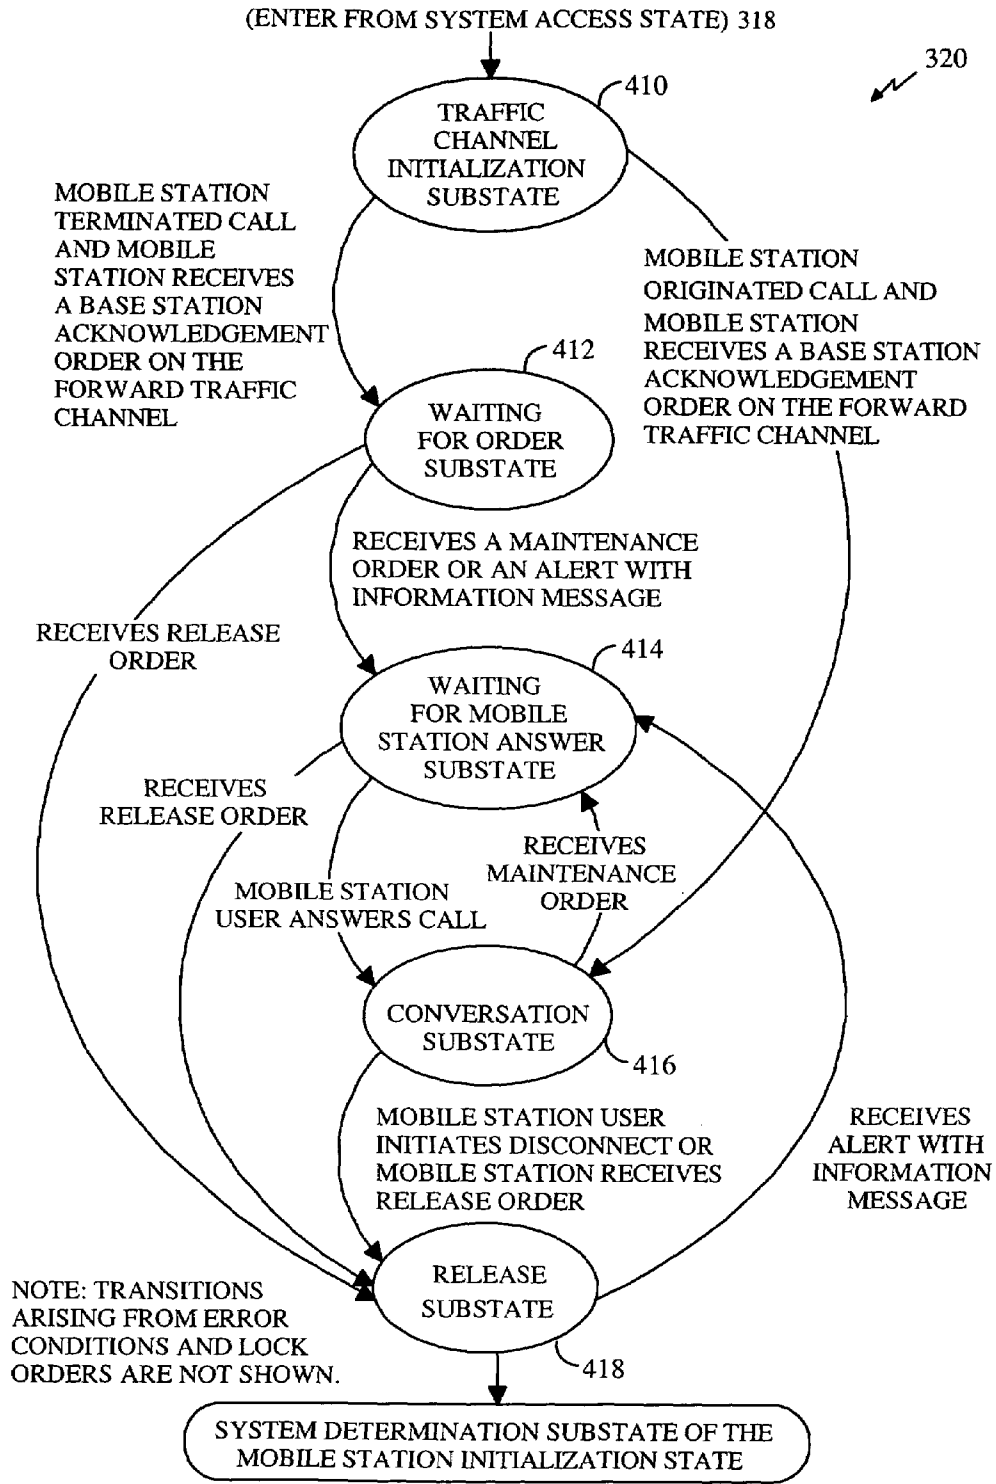 (ENTER FROM SYSTEM ACCESS STATE) 318
320
410
TRAFFIC
CHANNEL
INITIALIZATION
SUBSTATE
MOBILE STATION
TERMINATED CALL
AND MOBILE
STATION RECEIVES
A BASE STATION
ACKNOWLEDGEMENT
ORDER ON THE
FORWARD TRAFFIC
CHANNEL
MOBILE STATION
ORIGINATED CALL AND
MOBILE STATION
RECEIVES A BASE STATION
ACKNOWLEDGEMENT
ORDER ON THE FORWARD
TRAFFIC CHANNEL
412
WAITING
FOR ORDER
SUBSTATE
RECEIVES A MAINTENANCE
ORDER OR AN ALERT WITH
INFORMATION MESSAGE
RECEIVES RELEASE
ORDER
414
WAITING
FOR MOBILE
STATION ANSWER
SUBSTATE
RECEIVES
RELEASE ORDER
RECEIVES
MAINTENANCE
ORDER
MOBILE STATION
USER ANSWERS CALL
CONVERSATION
SUBSTATE
416
MOBILE STATION USER
INITIATES DISCONNECT OR
MOBILE STATION RECEIVES
RELEASE ORDER
RECEIVES
ALERT WITH
INFORMATION
MESSAGE
RELEASE
SUBSTATE
418
NOTE: TRANSITIONS
ARISING FROM ERROR
CONDITIONS AND LOCK
ORDERS ARE NOT SHOWN.
SYSTEM DETERMINATION SUBSTATE OF THE
MOBILE STATION INITIALIZATION STATE